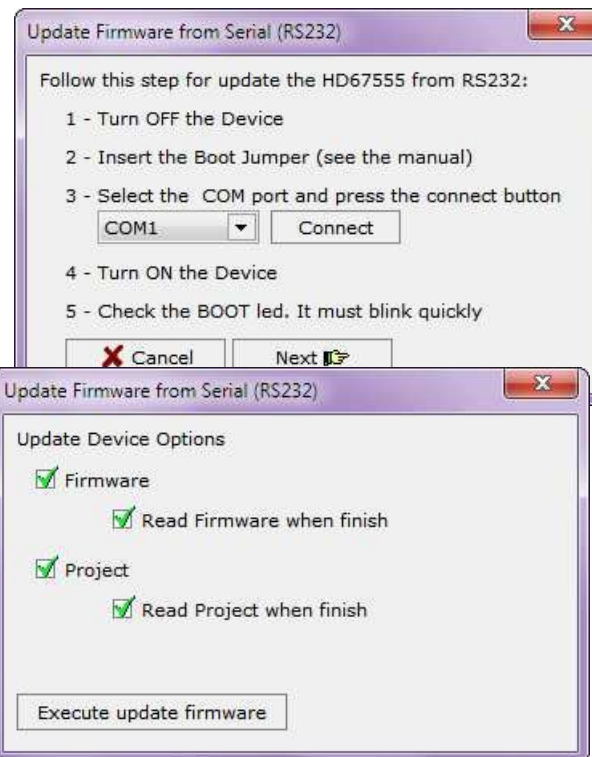 Update Firmware from Serial (RS232)
Follow this step for update the HD67555 from RS232:
1 - Turn OFF the Device
2 - Insert the Boot Jumper (see the manual)
3 - Select the COM port and press the connect button
COM1 Connect
4 - Turn ON the Device
5 - Check the BOOT led. It must blink quickly
Cancel Next
Update Firmware from Serial (RS232)
Update Device Options
Firmware
Read Firmware when finish
Project
Read Project when finish
Execute update firmware